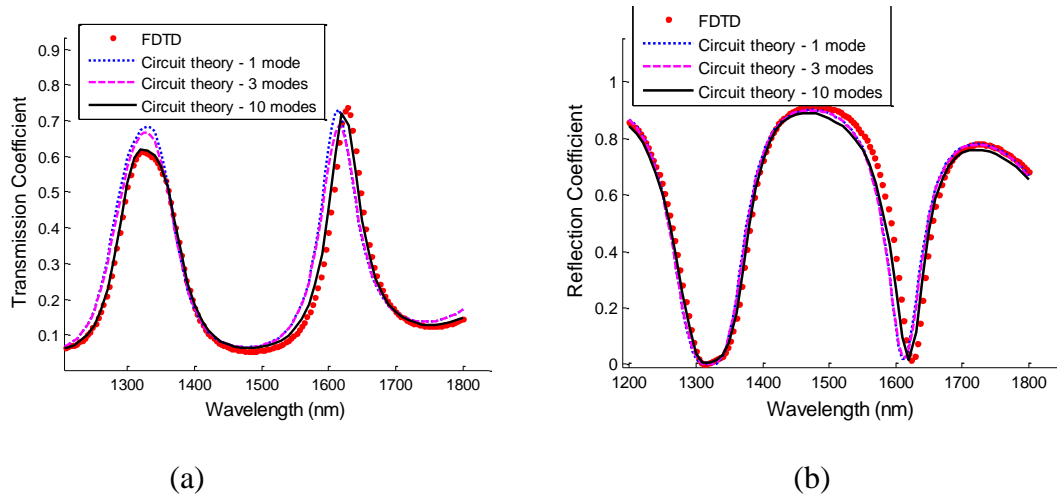 FDTD
Circuit theory - 1 mode
Circuit theory - 3 modes
Circuit theory - 10 modes
0.9
0.8
0.7
0.6
0.5
0.4
0.3
0.2
0.1
Transmission Coefficient
1300 1400 1500 1600 1700 1800
Wavelength (nm)
(a)
FDTD
Circuit theory - 1 mode
Circuit theory - 3 modes
Circuit theory - 10 modes
1
0.8
0.6
0.4
0.2
0
Reflection Coefficient
1200 1300 1400 1500 1600 1700 1800
Wavelength (nm)
(b)